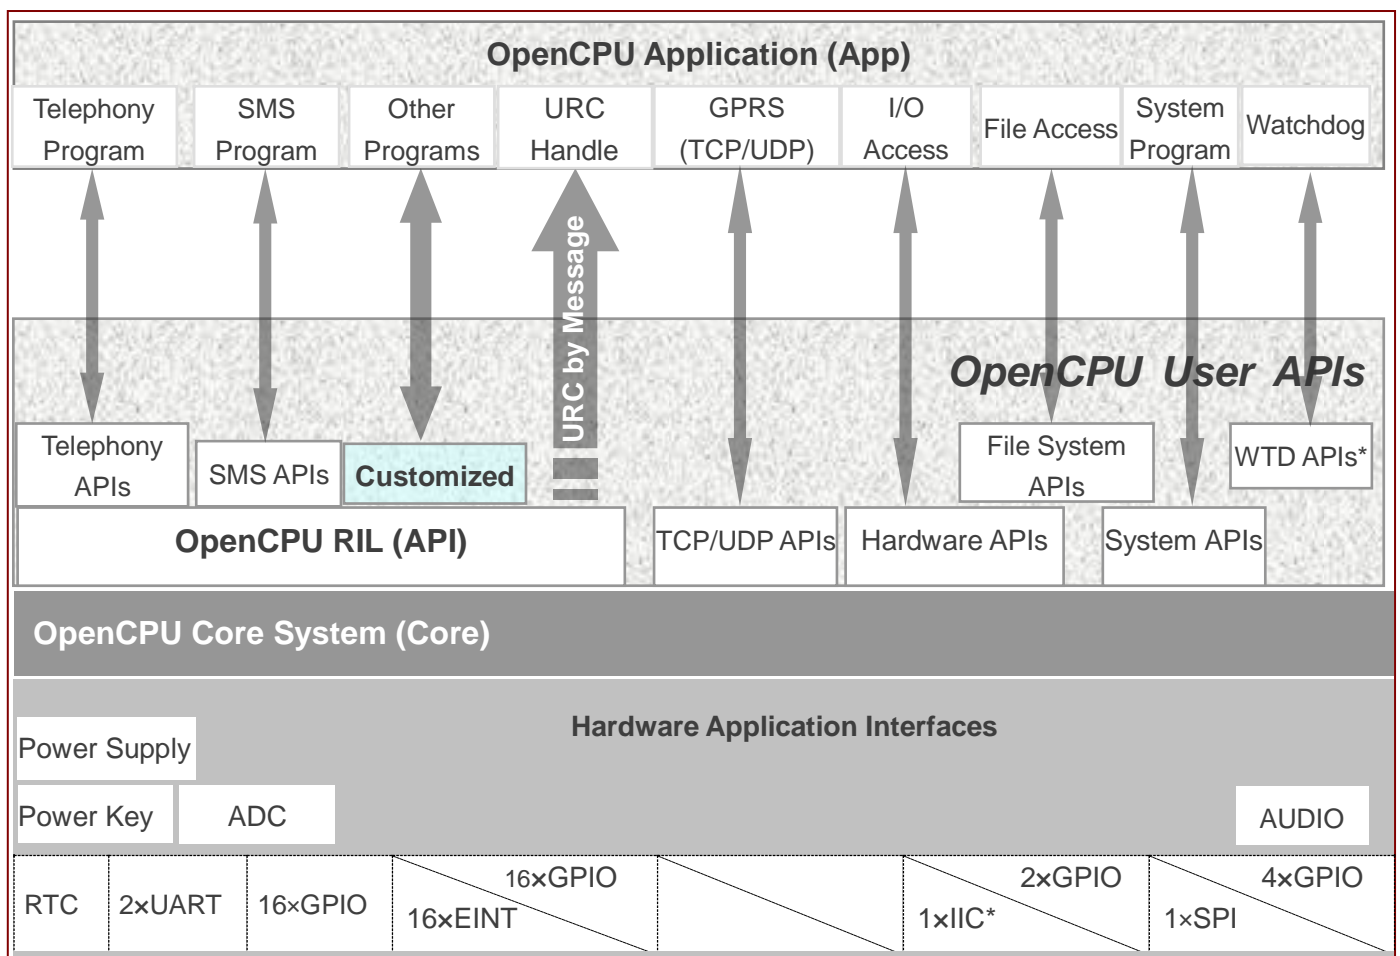 OpenCPU Application (App)
Telephony
Program
SMS
Program
Other
Programs
URC
Handle
GPRS
(TCP/UDP)
I/O
Access
File Access
System
Program
Watchdog
URC by Message
OpenCPU User APIs
Telephony
APIs
SMS APIs
Customized
File System
APIs
WTD APIs*
OpenCPU RIL (API)
TCP/UDP APIs
Hardware APIs
System APIs
OpenCPU Core System (Core)
Hardware Application Interfaces
Power Supply
Power Key
ADC
AUDIO
RTC
2×UART
16×GPIO
16×GPIO
16×EINT
2×GPIO
1×IIC*
4×GPIO
1×SPI